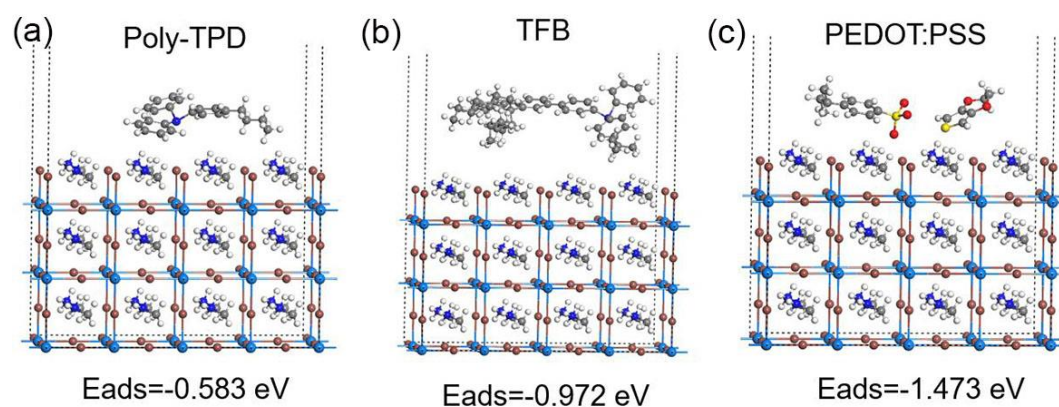 (a)
Poly-TPD
(b)
TFB
(c)
PEDOT:PSS
Eads=-0.583 eV
Eads=-0.972 eV
Eads=-1.473 eV